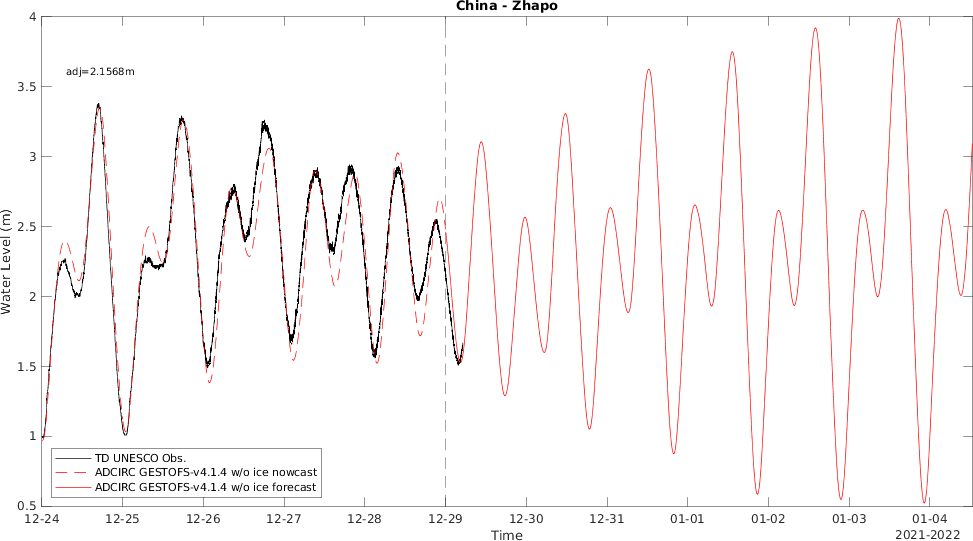 China - Zhapo
adj=2.1568m
Water Level (m)
4
3.5
3
2.5
2
1.5
1
0.5
TD UNESCO Obs.
ADCIRC GESTOFS-v4.1.4 w/o ice nowcast
ADCIRC GESTOFS-v4.1.4 w/o ice forecast
12-24 12-25 12-26 12-27 12-28 12-29 12-30 12-31 01-01 01-02 01-03 01-04
2021-2022
Time